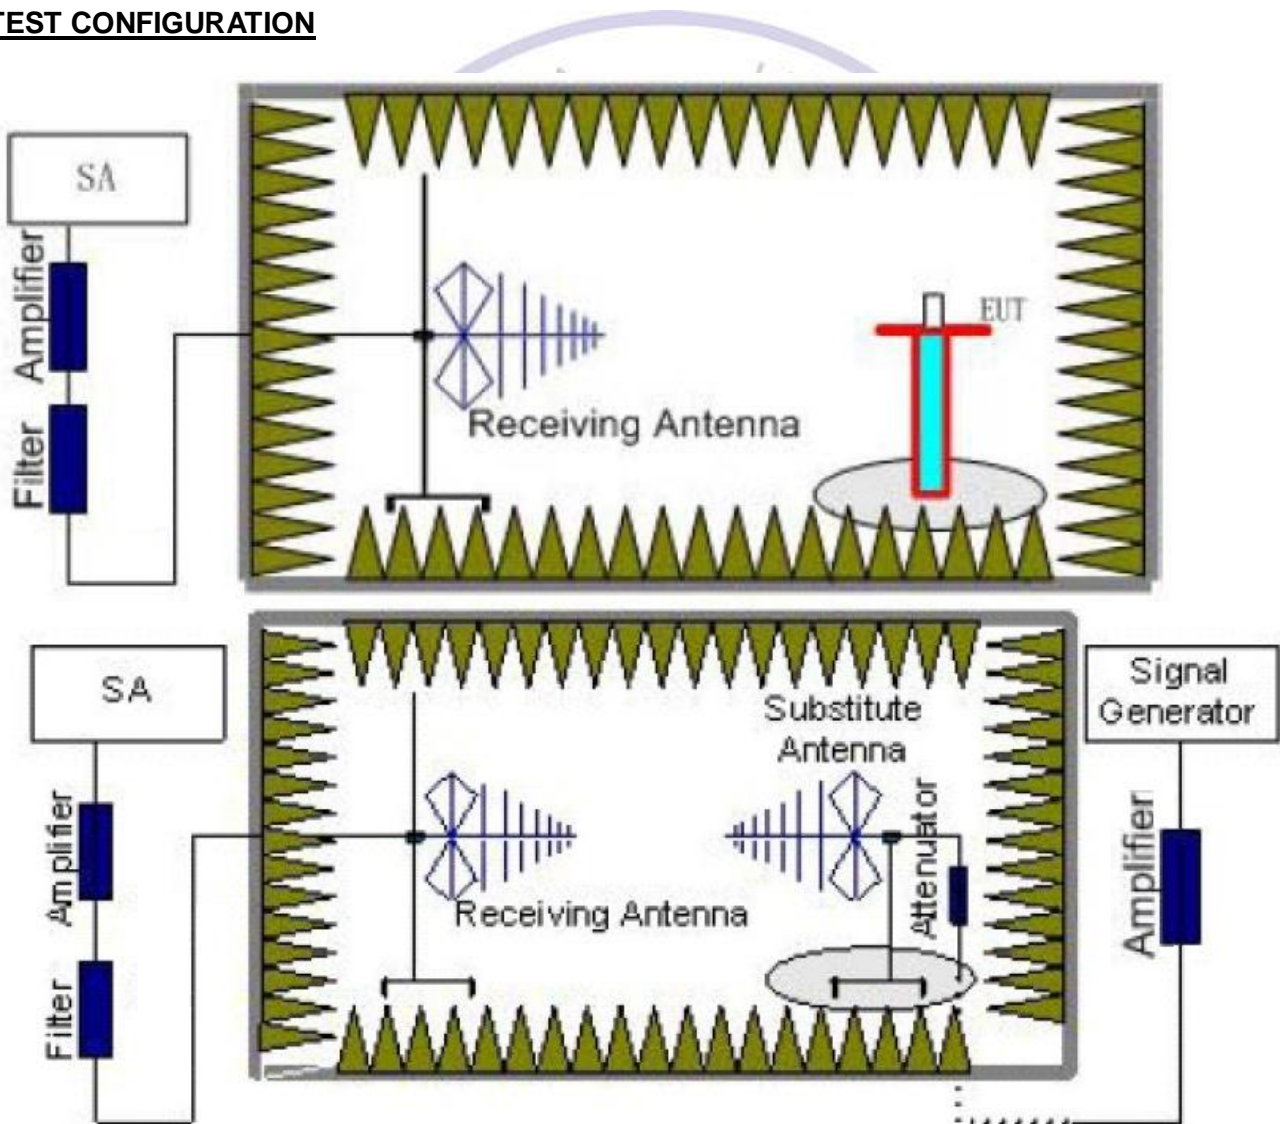 TEST CONFIGURATION
SA
Amplifier
Filter
EUT
Receiving Antenna
SA
Amplifier
Filter
Receiving Antenna
Substitute
Antenna
Attenuator
Signal
Generator
Amplifier